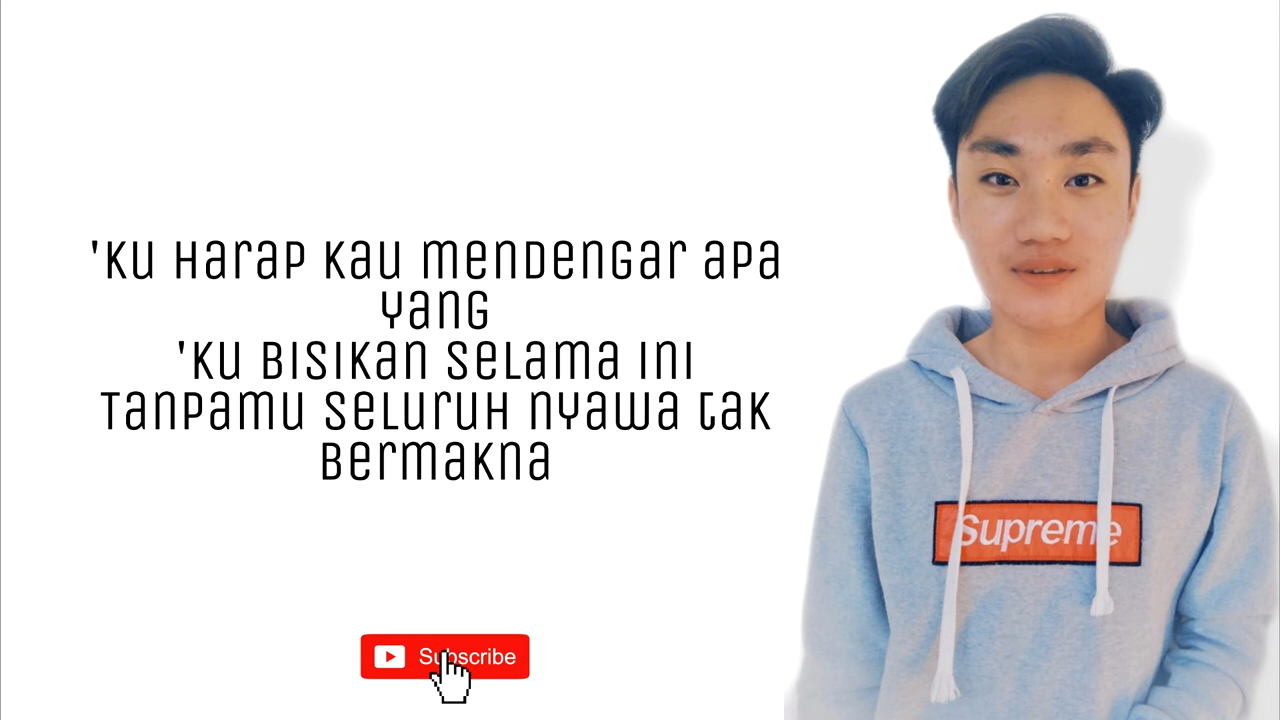 'Ku Harap kau mendengar apa
yang
'Ku bisikan selama ini
Tanpamu seluruh nyawa tak
bermakna
Supreme
Subscribe